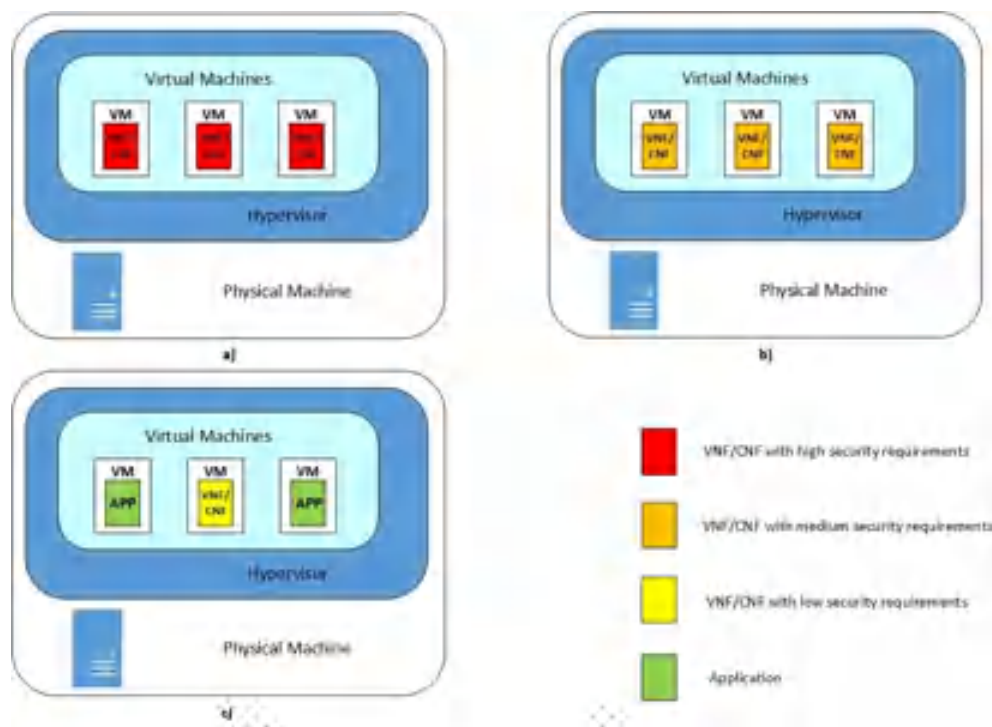 Virtual Machines
VM VM VM
Hypervisor
Physical Machine
a)
Virtual Machines
VM VM VM
VNF/ VNF/ VNF/
CNF CNF CNF
Hypervisor
Physical Machine
b)
Virtual Machines
VM VM VM
APP VNF/ APP
CNF
Hypervisor
Physical Machine
c)
VNF/CNF with high security requirements
VNF/CNF with medium security requirements
VNF/CNF with low security requirements
Application